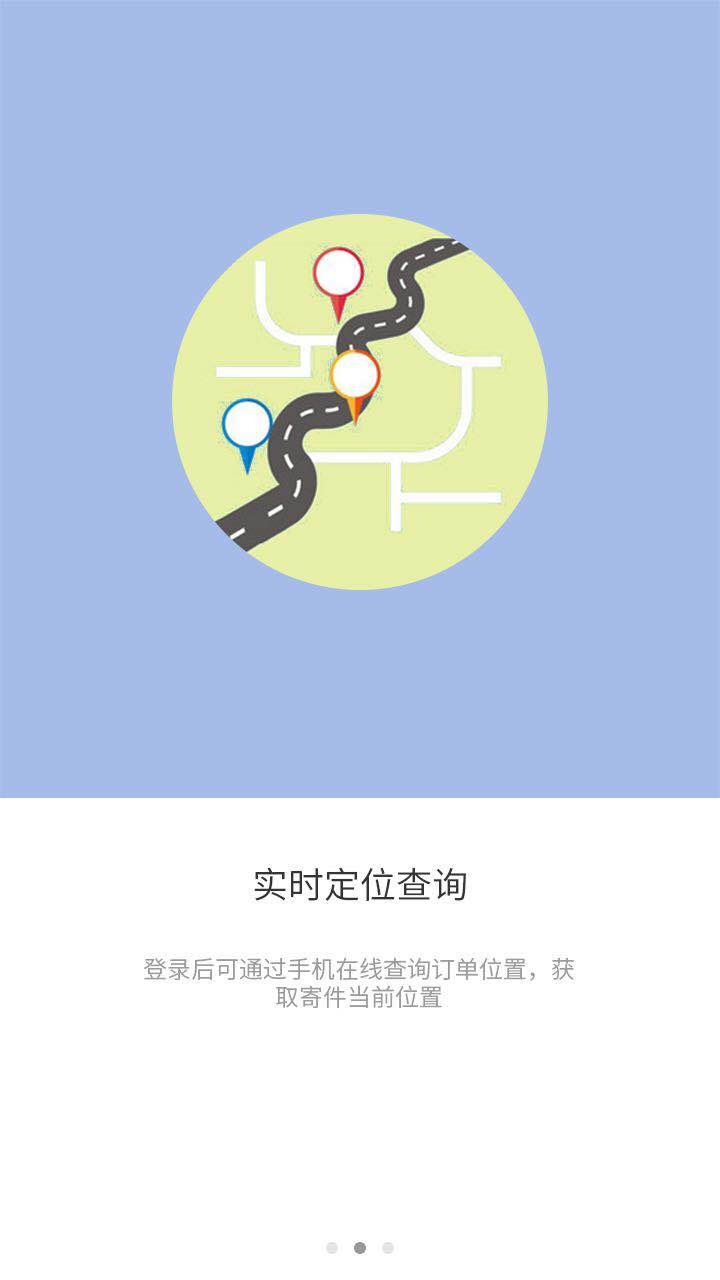 实时定位查询
登录后可通过手机在线查询订单位置，获
取寄件当前位置